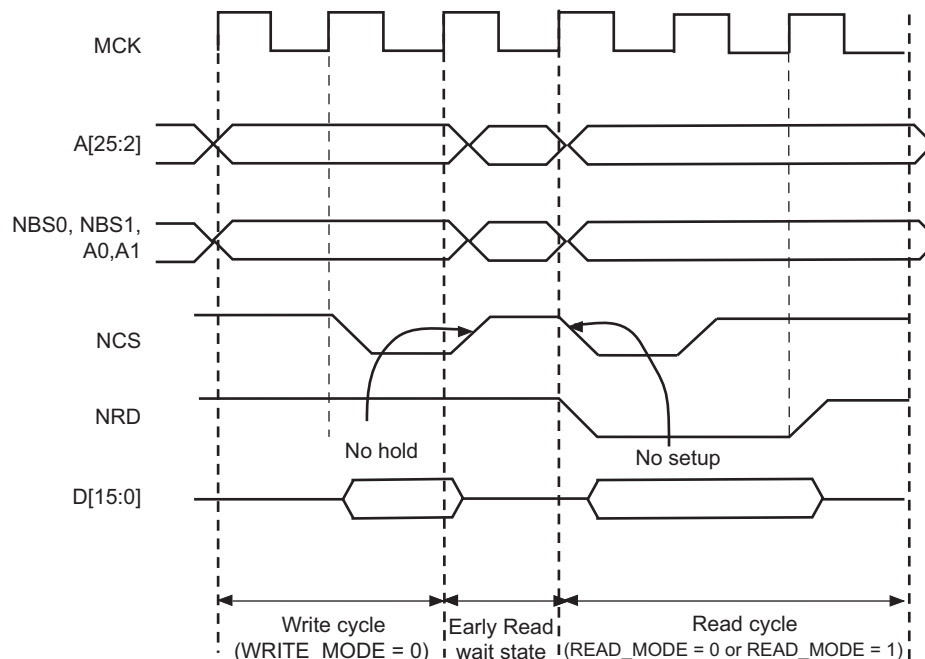 MCK
A[25:2]
NBS0, NBS1,
A0,A1
NCS
NRD
No hold
No setup
D[15:0]
Write cycle
(WRITE_MODE = 0)
Early Read
wait state
Read cycle
(READ_MODE = 0 or READ_MODE = 1)